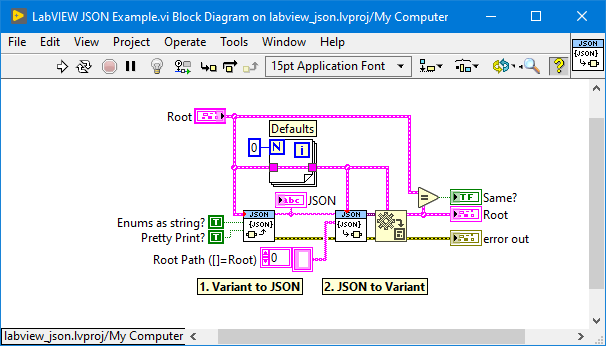 LabVIEW JSON Example.vi Block Diagram on labview_json.lvproj/My Computer
File Edit View Project Operate Tools Window Help
15pt Application Font
JSON
{JSON}
Root
Defaults
0 N i
abc JSON
Same?
TF
Root
Enums as string? T
JSON
{JSON}
JSON
{JSON}
Pretty Print? T
error out
Root Path ([]=Root) 0
1. Variant to JSON 2. JSON to Variant
labview_json.lvproj/My Computer